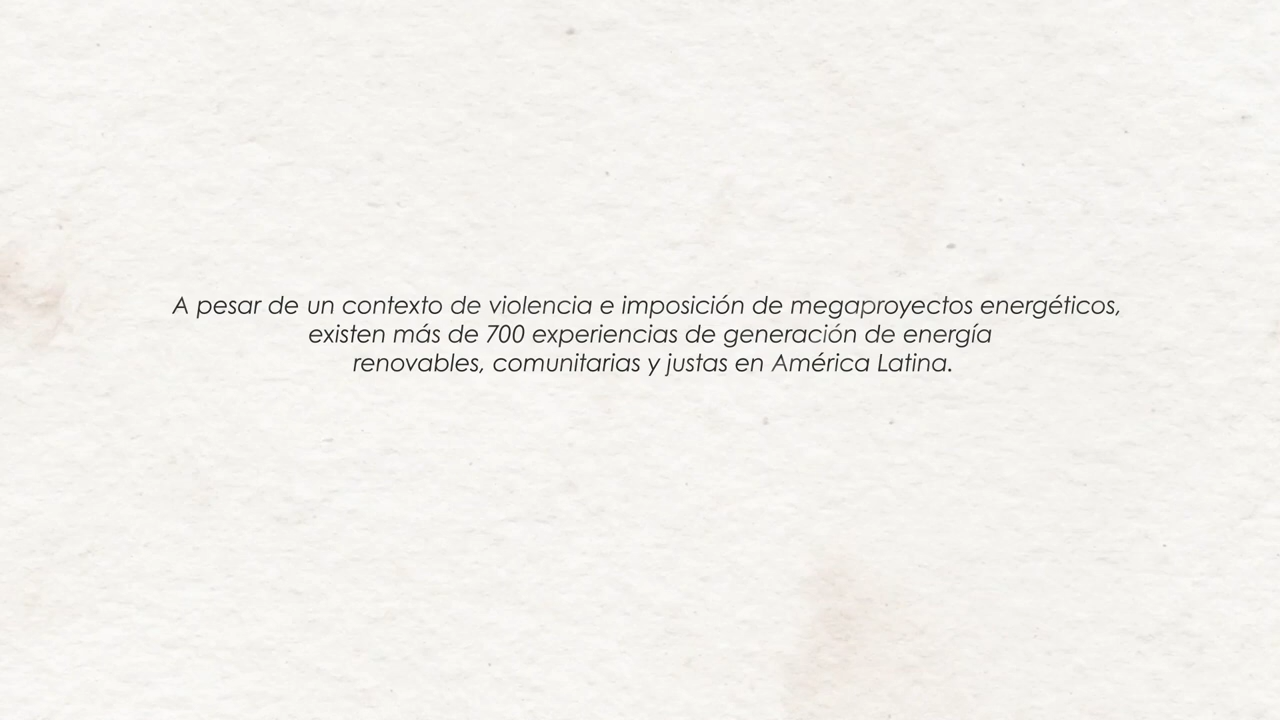 A pesar de un contexto de violencia e imposición de megaproyectos energéticos,
existen más de 700 experiencias de generación de energía
renovables, comunitarias y justas en América Latina.